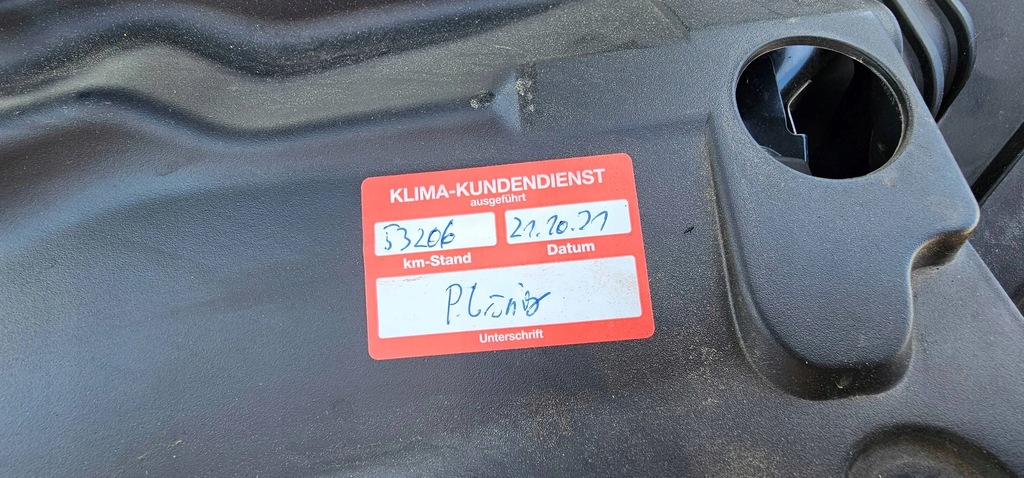 KLIMA-KUNDENDIENST
ausgeführt
53206 21.10.21
km-Stand Datum
Unterschrift